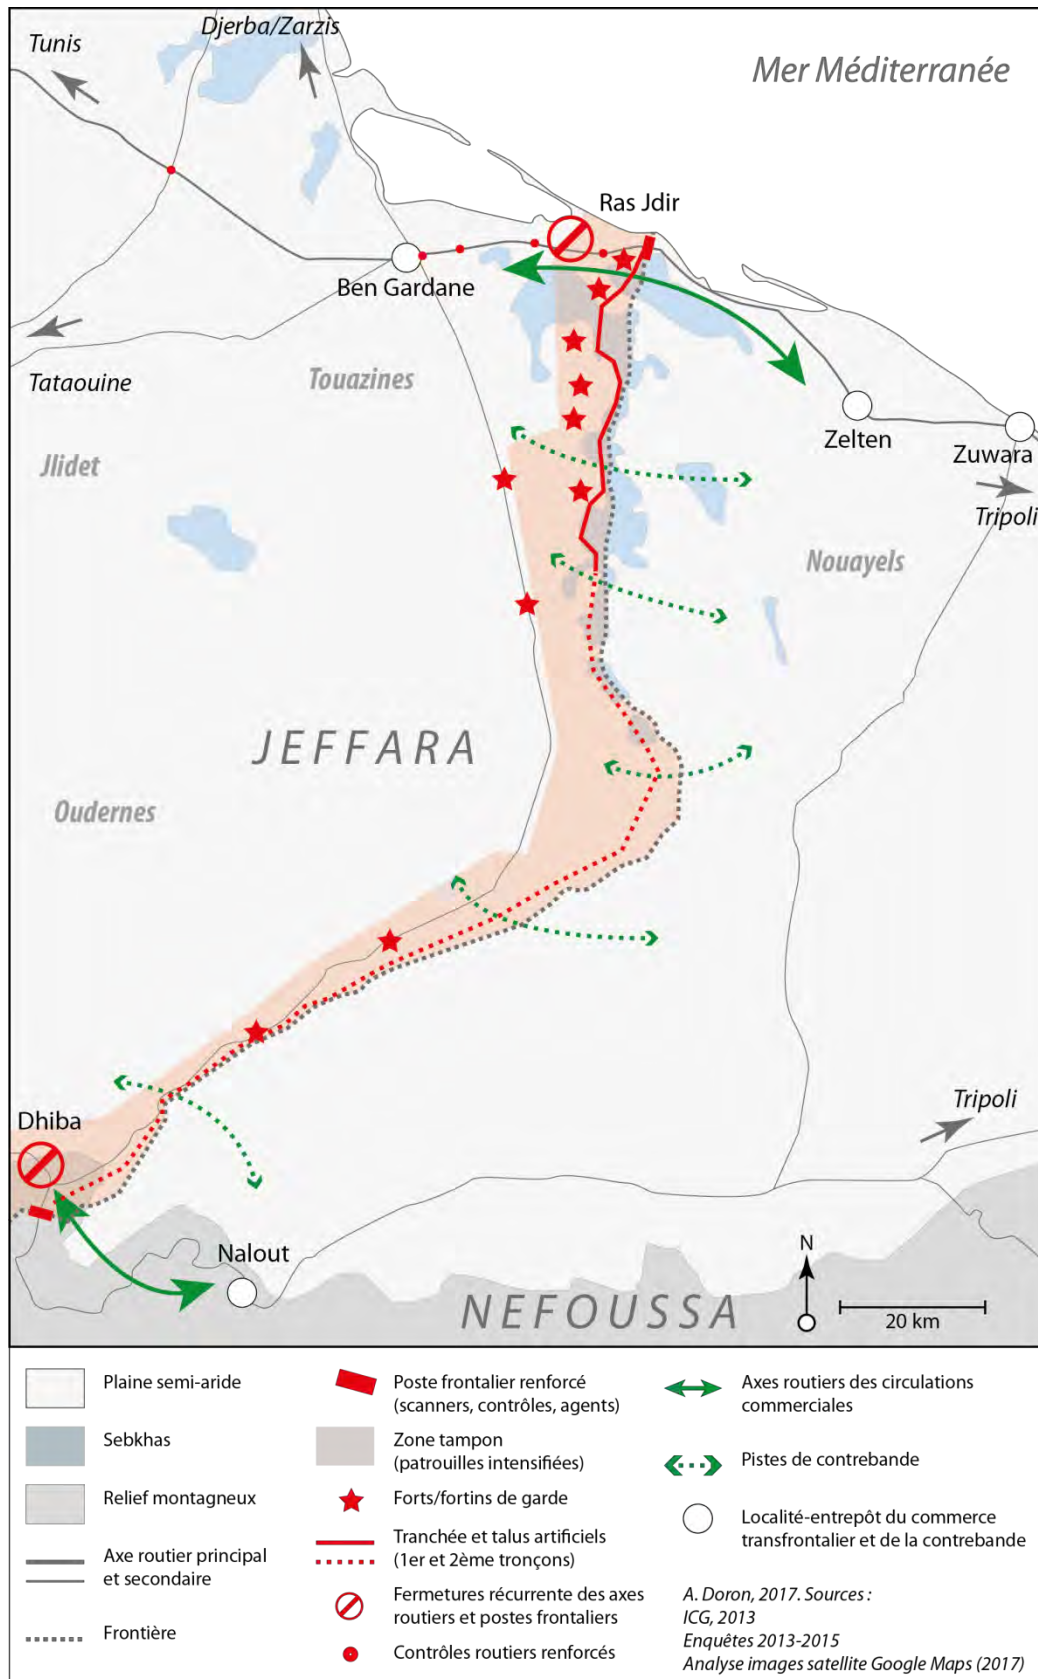 Djerba/Zarzis
Tunis
Mer Méditerranée
Ras Jdir
Ben Gardane
Tataouine
Touazines
Zelten
Zuwara
Jlidet
Tripoli
Nouayels
JEFFARA
Oudernes
Tripoli
Dhiba
Nalout
N
NEFOUSSA
20 km
Plaine semi-aride
Sebkhas
Relief montagneux
Axe routier principal
et secondaire
Frontière
Poste frontalier renforcé
(scanners, contrôles, agents)
Zone tampon
(patrouilles intensifiées)
Forts/fortins de garde
Tranchée et talus artificiels
(1er et 2ème tronçons)
Fermetures récurrente des axes
routiers et postes frontaliers
Contrôles routiers renforcés
Axes routiers des circulations
commerciales
Pistes de contrebande
Localité-entrepôt du commerce
transfrontalier et de la contrebande
A. Doron, 2017. Sources :
ICG, 2013
Enquêtes 2013-2015
Analyse images satellite Google Maps (2017)